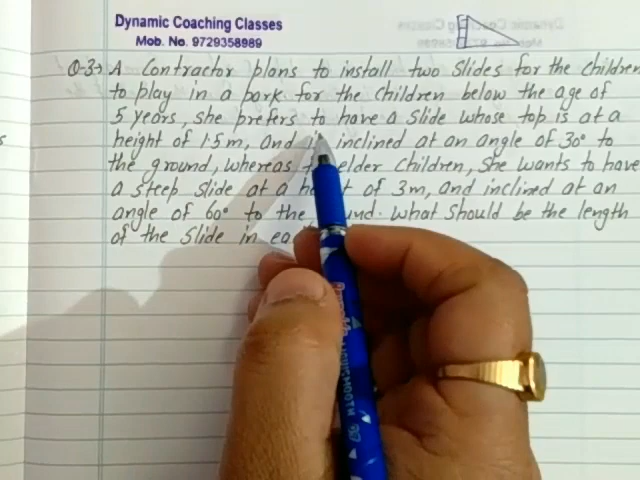 Dynamic Coaching Classes
Mob. No. 9729358989
Q-3→ A Contractor plans to install two slides for the children
to play in a park. for the children below the age of
5 years, she prefers to have a slide whose top is at a
height of 1.5m, and is inclined at an angle of 30° to
the ground, whereas elder children, she wants to have
a steep slide at a of 3m, and inclined at an
angle of 60° to the . What should be the length
of the slide in